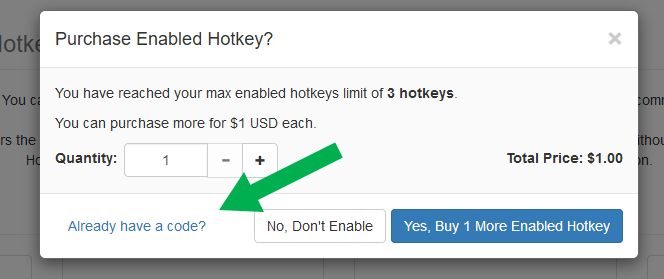 Purchase Enabled Hotkey? ×
You have reached your max enabled hotkeys limit of 3 hotkeys.
You can purchase more for $1 USD each.
Quantity: 1 − + Total Price: $1.00
Already have a code? No, Don't Enable Yes, Buy 1 More Enabled Hotkey